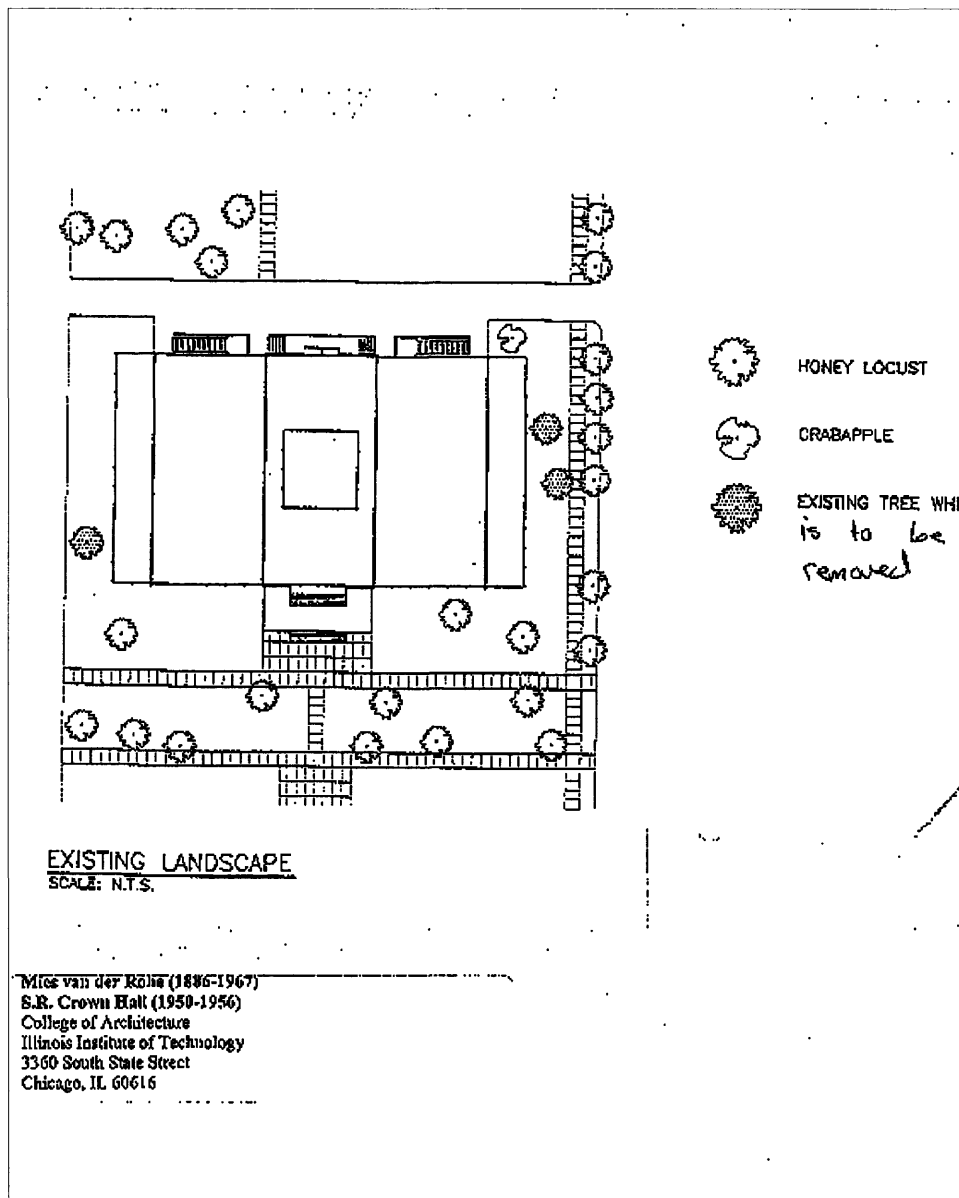 HONEY LOCUST
CRABAPPLE
EXISTING TREE
is to be
removed
EXISTING LANDSCAPE
SCALE: N.T.S.
Mies van der Rohe (1886-1967)
S.R. Crown Hall (1950-1956)
College of Architecture
Illinois Institute of Technology
3360 South State Street
Chicago, IL 60616